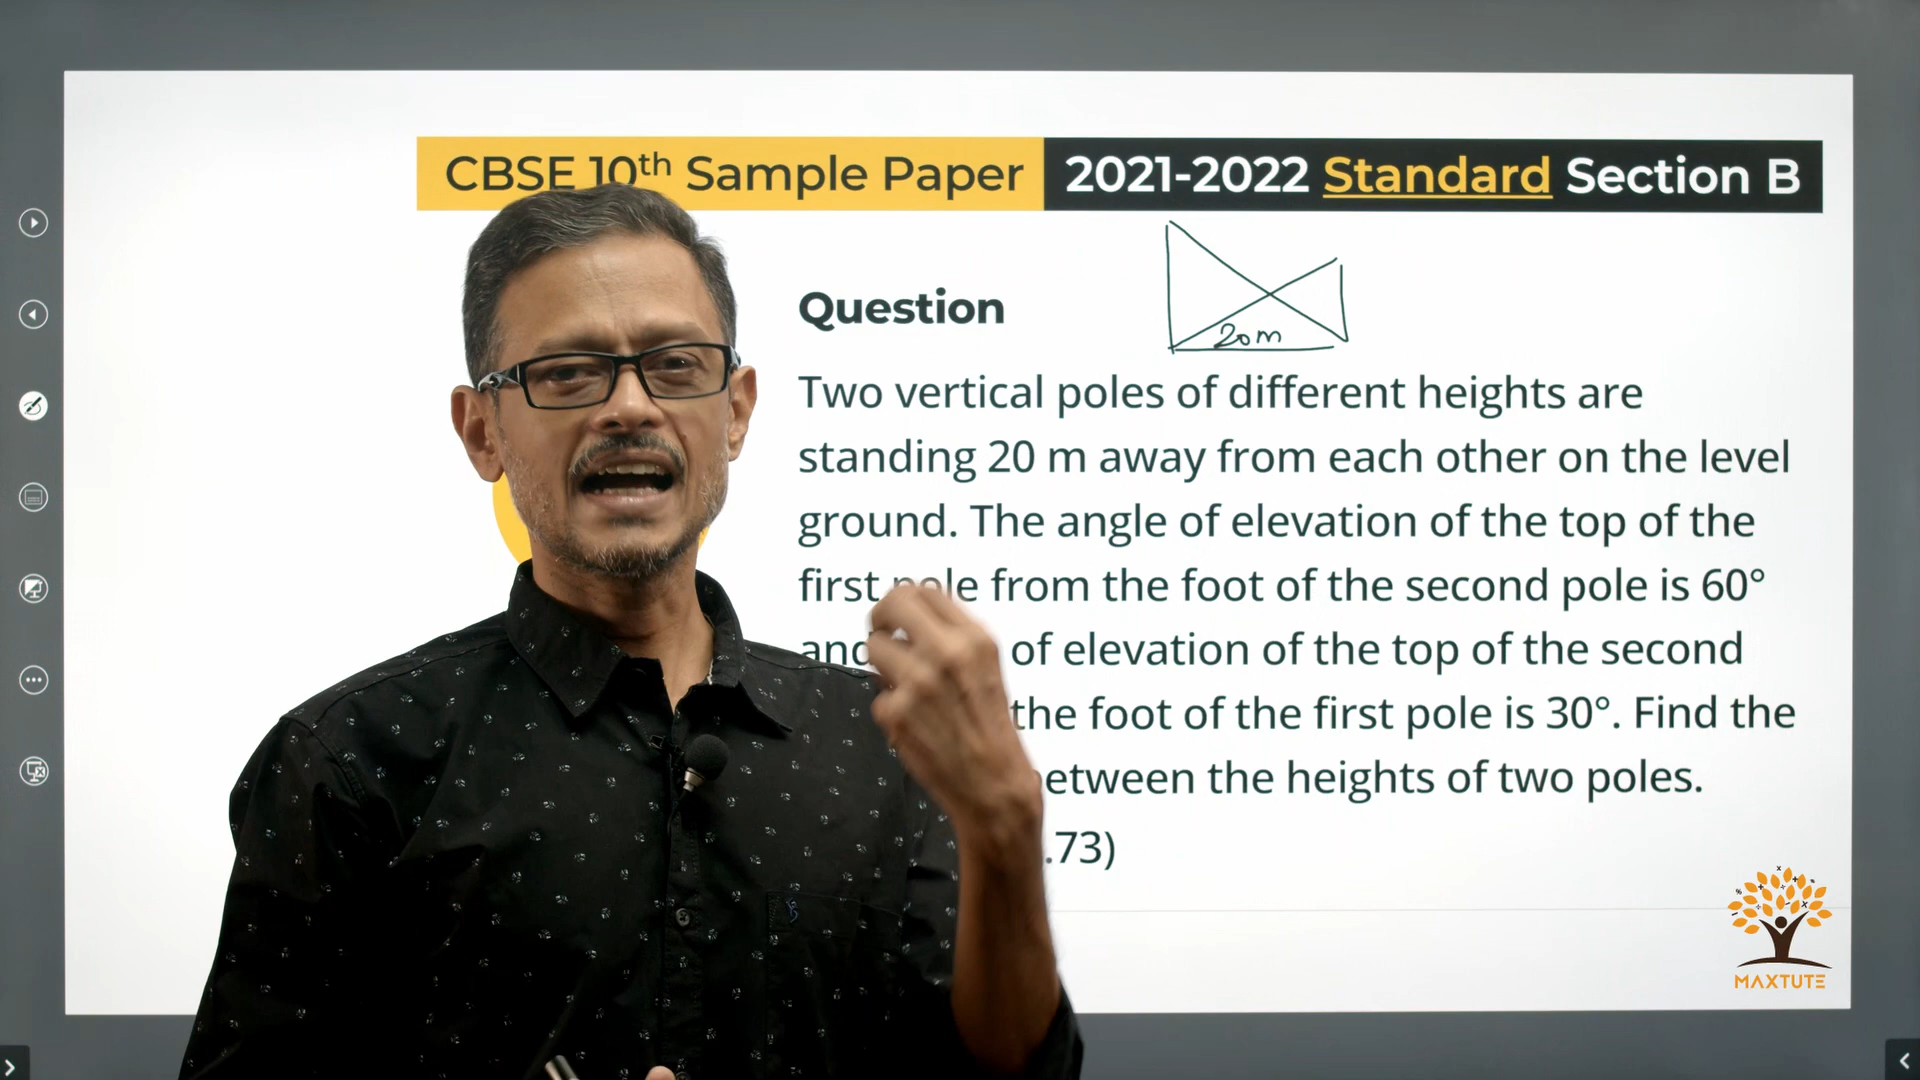 CBSE 10th Sample Paper 2021-2022 Standard Section B
Question
20m
Two vertical poles of different heights are
standing 20 m away from each other on the level
ground. The angle of elevation of the top of the
first pole from the foot of the second pole is 60°
and of elevation of the top of the second
the foot of the first pole is 30°. Find the
between the heights of two poles.
.73)
MAXTUTE